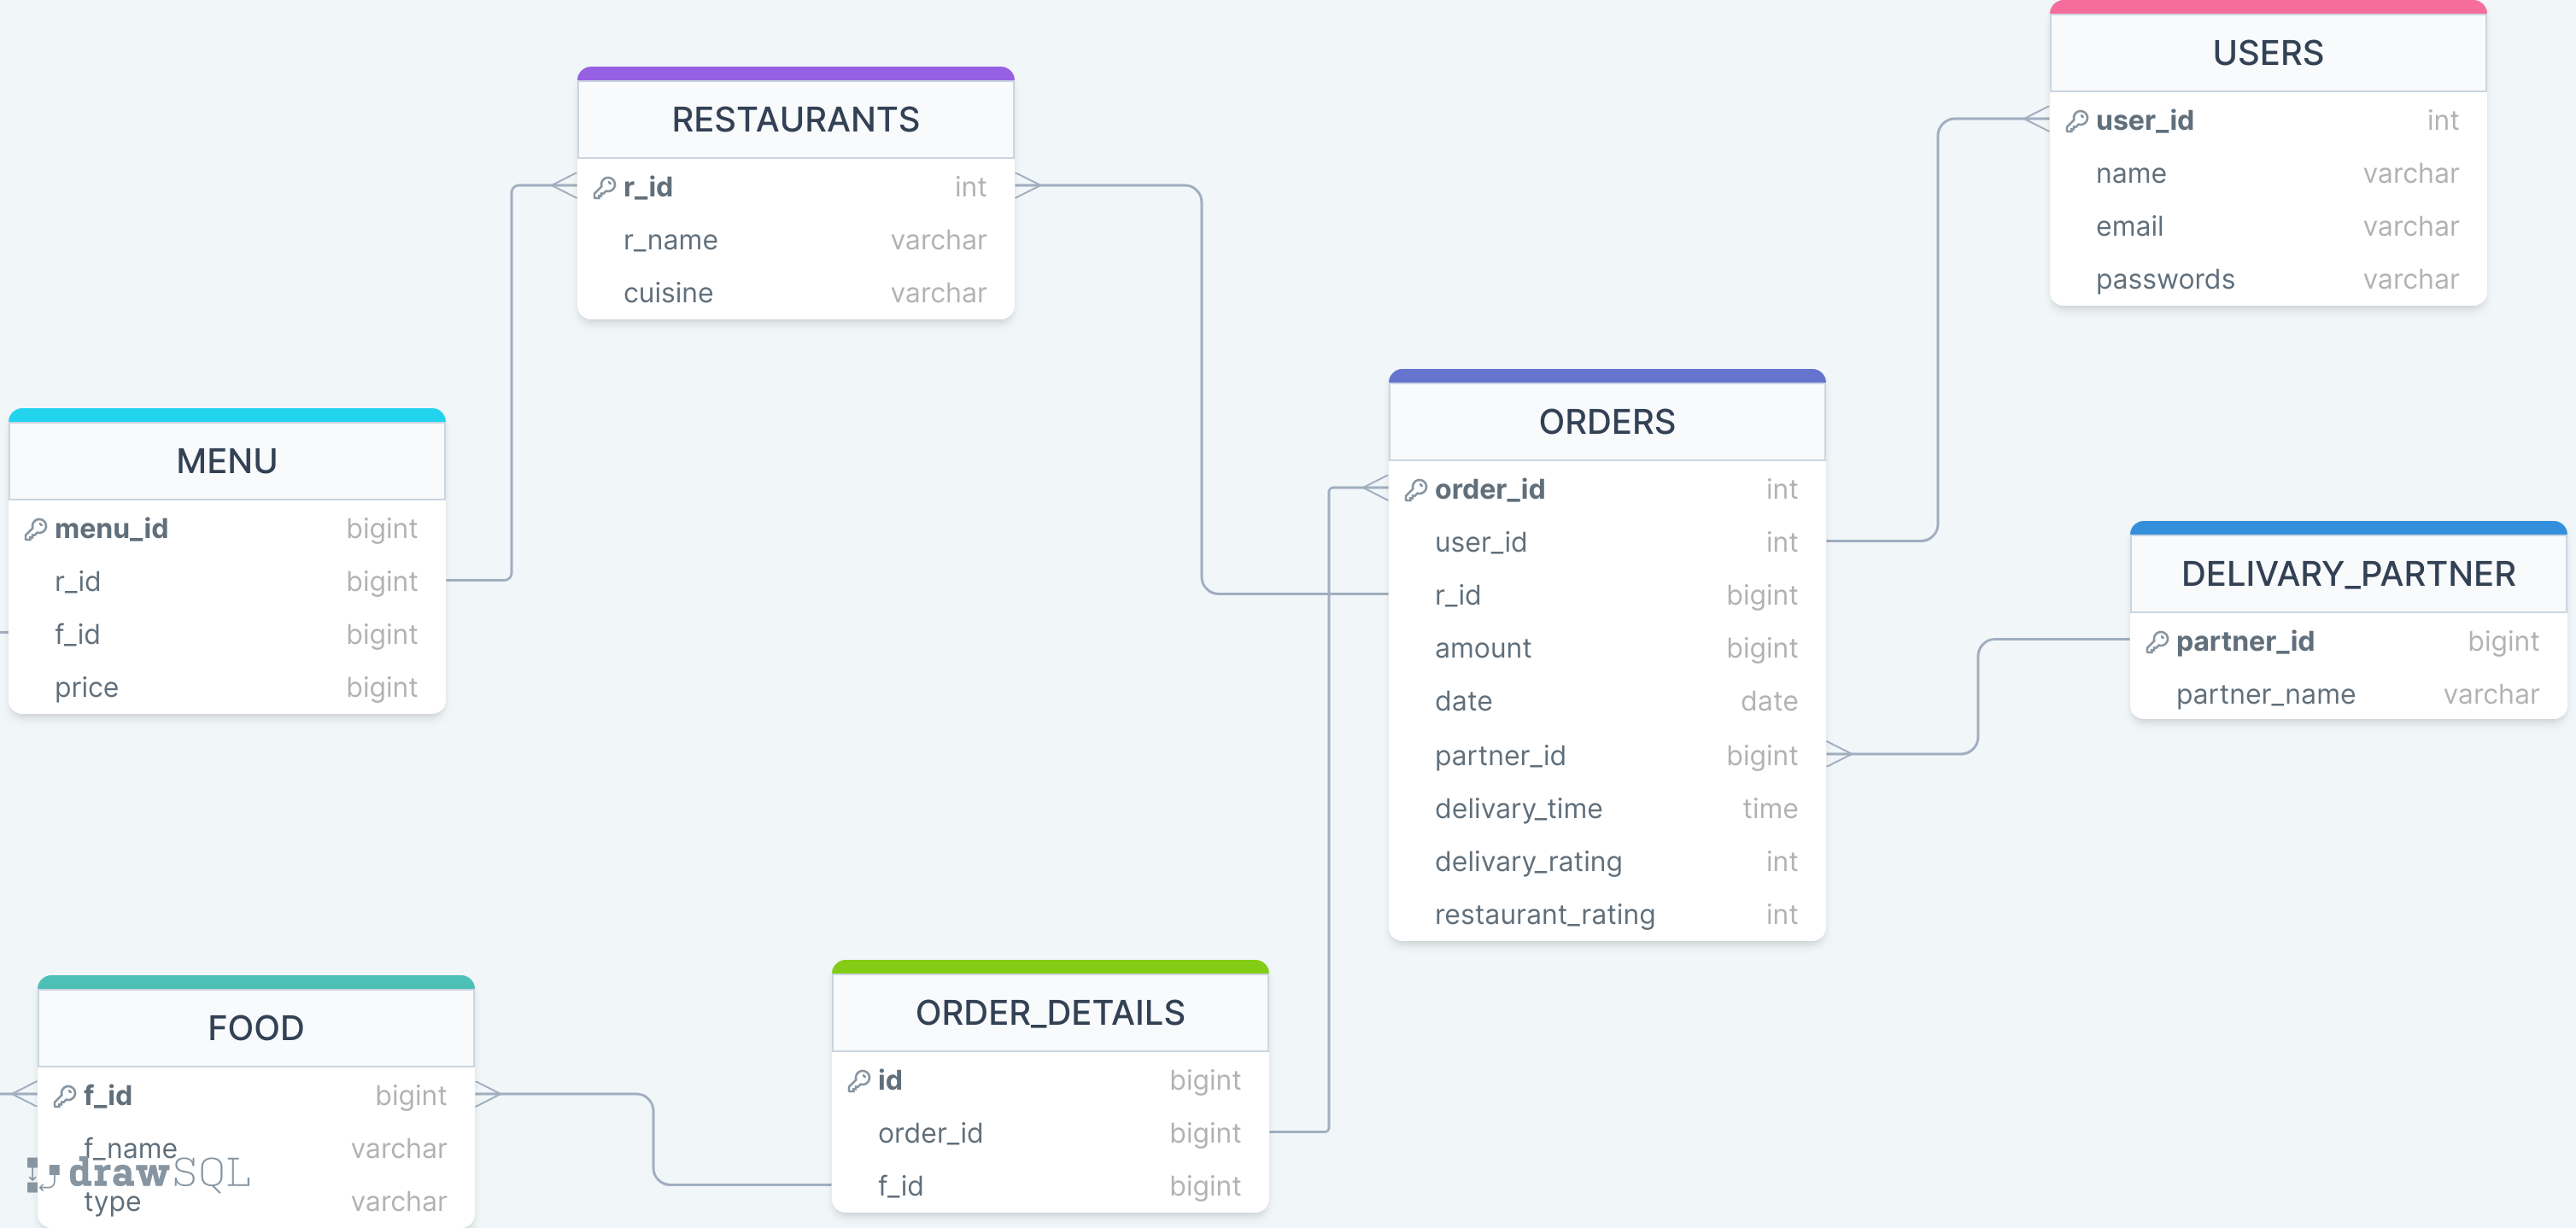 USERS
user_id int
name varchar
email varchar
passwords varchar
RESTAURANTS
r_id int
r_name varchar
cuisine varchar
ORDERS
order_id int
user_id int
r_id bigint
amount bigint
date date
partner_id bigint
delivary_time time
delivary_rating int
restaurant_rating int
MENU
menu_id bigint
r_id bigint
f_id bigint
price bigint
DELIVARY_PARTNER
partner_id bigint
partner_name varchar
FOOD
f_id bigint
f_name varchar
type varchar
drawSQL
ORDER_DETAILS
id bigint
order_id bigint
f_id bigint